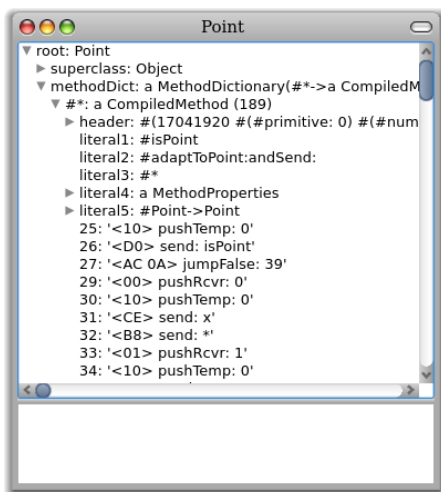 Point
root: Point
superclass: Object
methodDict: a MethodDictionary(#*->a CompiledM
#*: a CompiledMethod (189)
header: #(17041920 #(#primitive: 0) #(#num
literal1: #isPoint
literal2: #adaptToPoint:andSend:
literal3: #*
literal4: a MethodProperties
literal5: #Point->Point
25: '<10> pushTemp: 0'
26: '<D0> send: isPoint'
27: '<AC 0A> jumpFalse: 39'
29: '<00> pushRcvr: 0'
30: '<10> pushTemp: 0'
31: '<CE> send: x'
32: '<B8> send: *'
33: '<01> pushRcvr: 1'
34: '<10> pushTemp: 0'